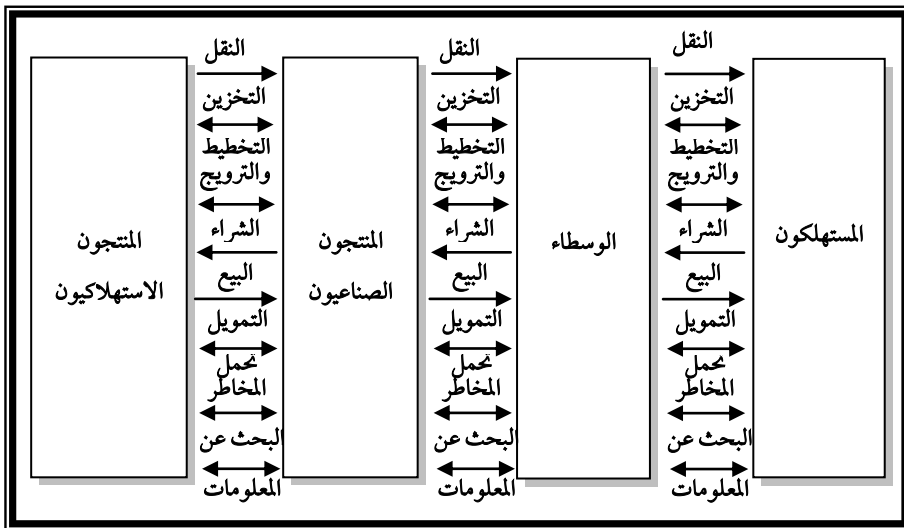 النقل
التخزين
التخطيط
والترويج
الشراء
البيع
التمويل
تحمل
المخاطر
البحث عن
المعلومات
النقل
التخزين
التخطيط
والترويج
الشراء
البيع
التمويل
تحمل
المخاطر
البحث عن
المعلومات
النقل
التخزين
التخطيط
والترويج
الشراء
البيع
التمويل
تحمل
المخاطر
البحث عن
المعلومات
المستهلكون
الوسطاء
المنتجون
الصناعيون
المنتجون
الاستهلاكيون